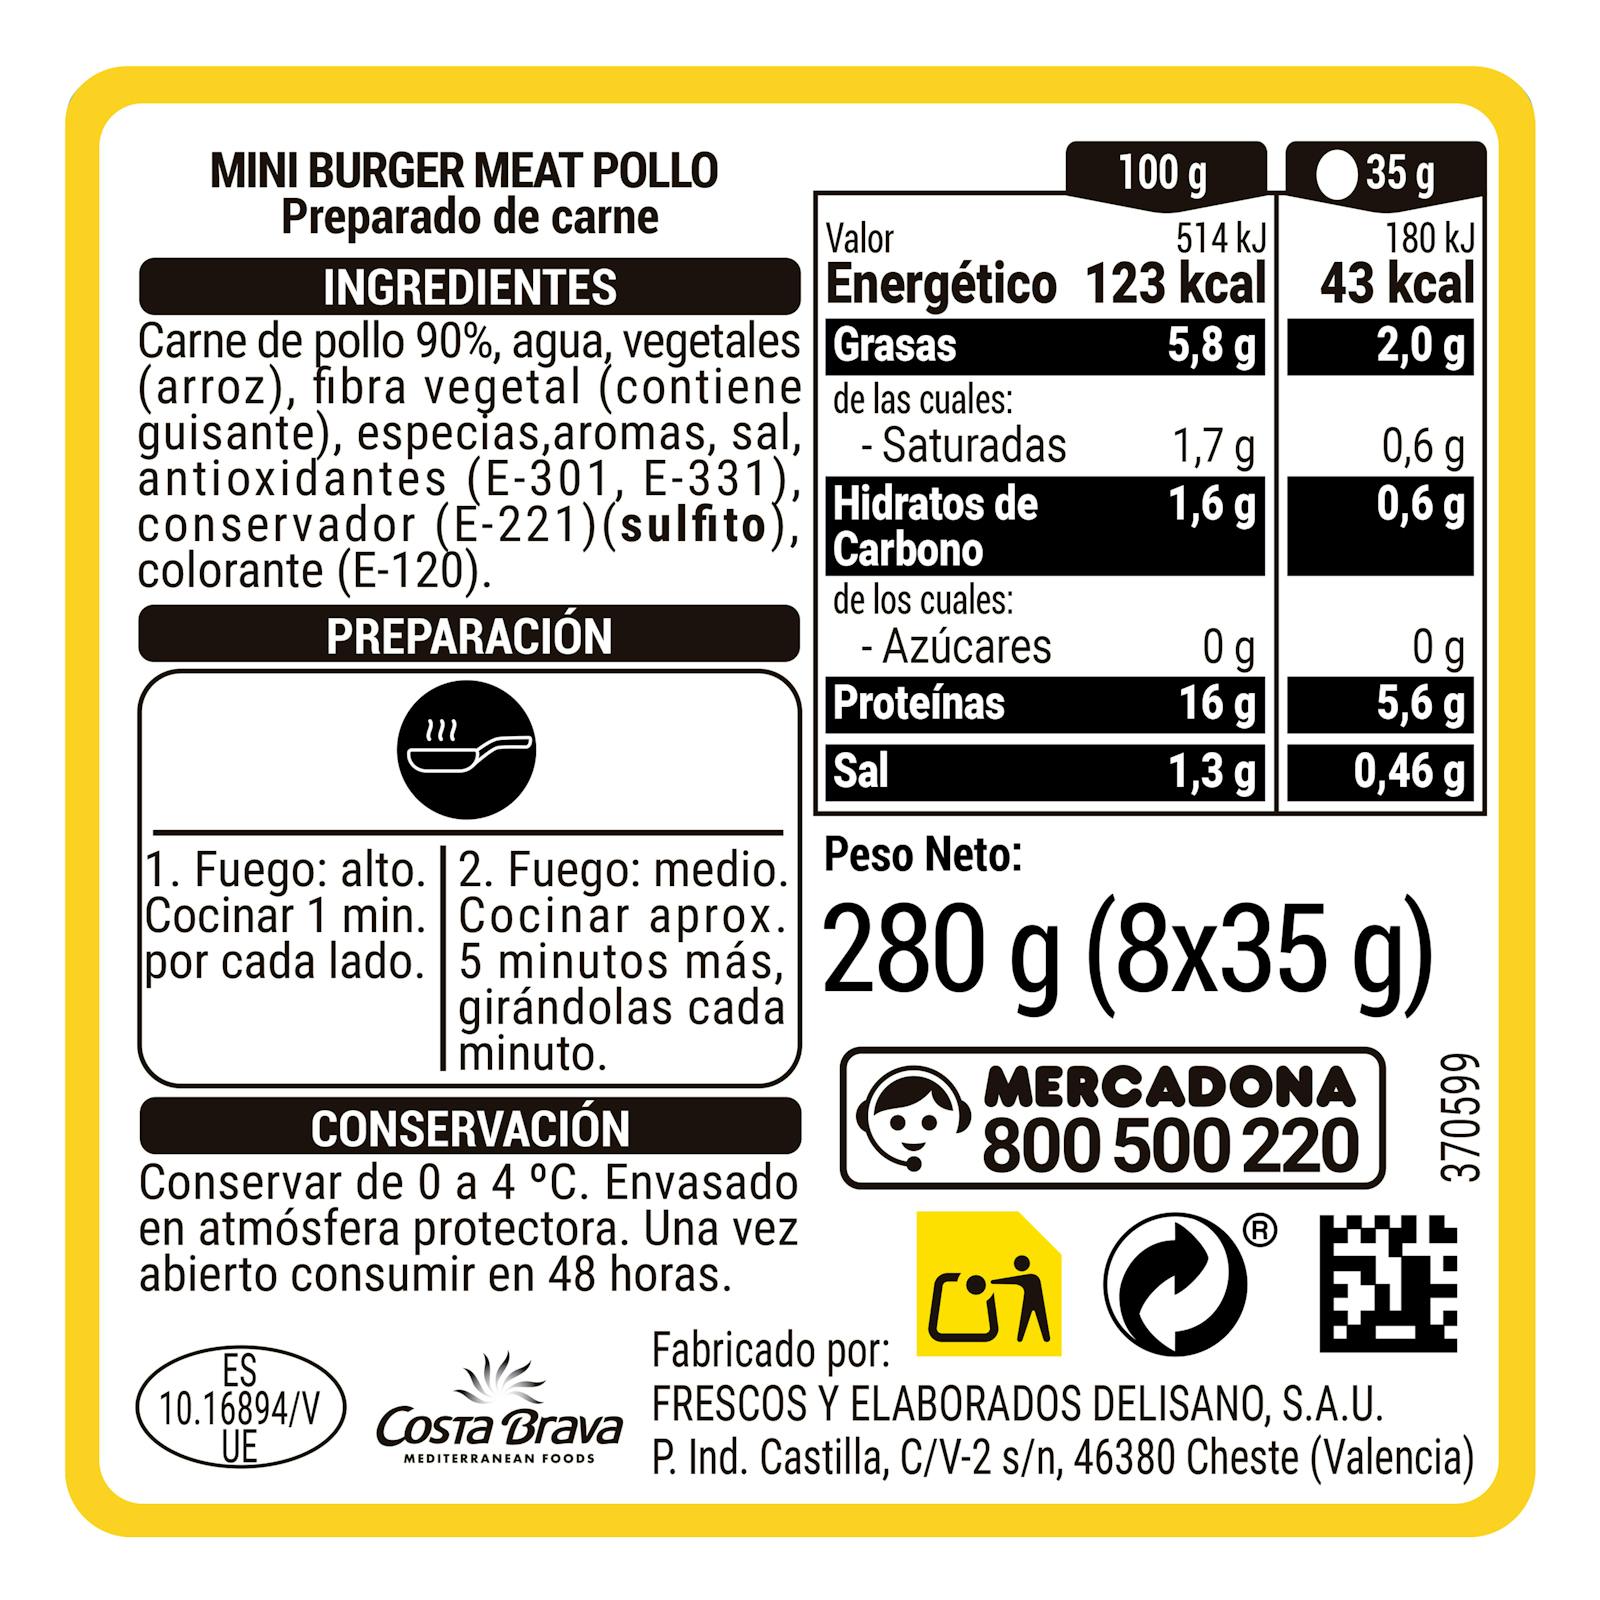 MINI BURGER MEAT POLLO
Preparado de carne
INGREDIENTES
Carne de pollo 90%, agua, vegetales
(arroz), fibra vegetal (contiene
guisante), especias,aromas, sal,
antioxidantes (E-301, E-331),
conservador (E-221)(sulfito),
colorante (E-120).
PREPARACIÓN
1. Fuego: alto.
Cocinar 1 min.
por cada lado.
2. Fuego: medio.
Cocinar aprox.
5 minutos más,
girándolas cada
minuto.
CONSERVACIÓN
Conservar de 0 a 4 ºC. Envasado
en atmósfera protectora. Una vez
abierto consumir en 48 horas.
ES
10.16894/V
UE
COSTA BRAVA
MEDITERRANEAN FOODS
100 g 35 g
Valor 514 kJ 180 kJ
Energético 123 kcal 43 kcal
Grasas 5,8 g 2,0 g
de las cuales:
- Saturadas 1,7 g 0,6 g
Hidratos de 1,6 g 0,6 g
Carbono
de los cuales:
- Azúcares 0 g 0 g
Proteínas 16 g 5,6 g
Sal 1,3 g 0,46 g
Peso Neto:
280 g (8x35 g)
MERCADONA
800 500 220
370599
®
Fabricado por:
FRESCOS Y ELABORADOS DELISANO, S.A.U.
P. Ind. Castilla, C/V-2 s/n, 46380 Cheste (Valencia)